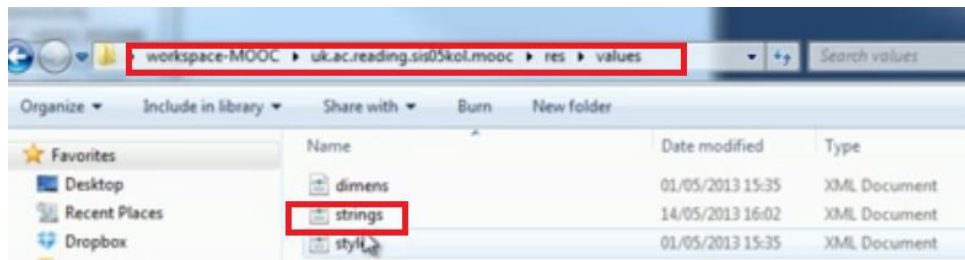 workspace-MOOC ▸ uk.ac.reading.sis05kol.mooc ▸ res ▸ values Search values
Organize Include in library Share with Burn New folder
Favorites Name Date modified Type
Desktop dimens 01/05/2013 15:35 XML Document
Recent Places strings 14/05/2013 16:02 XML Document
Dropbox 01/05/2013 15:35 XML Document